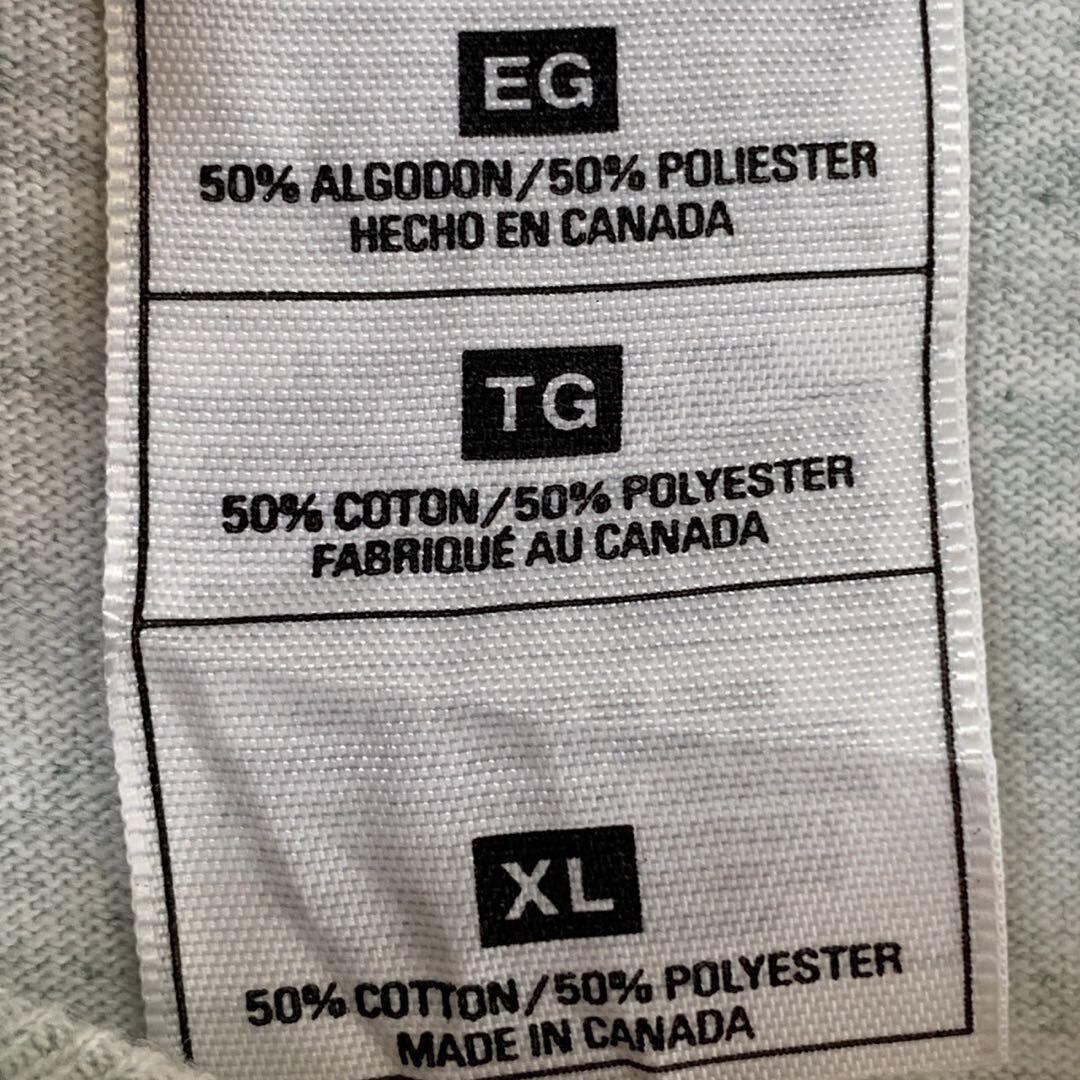 EG
50% ALGODON/50% POLIESTER
HECHO EN CANADA
TG
50% COTON/50% POLYESTER
FABRIQUÉ AU CANADA
XL
50% COTTON/50% POLYESTER
MADE IN CANADA